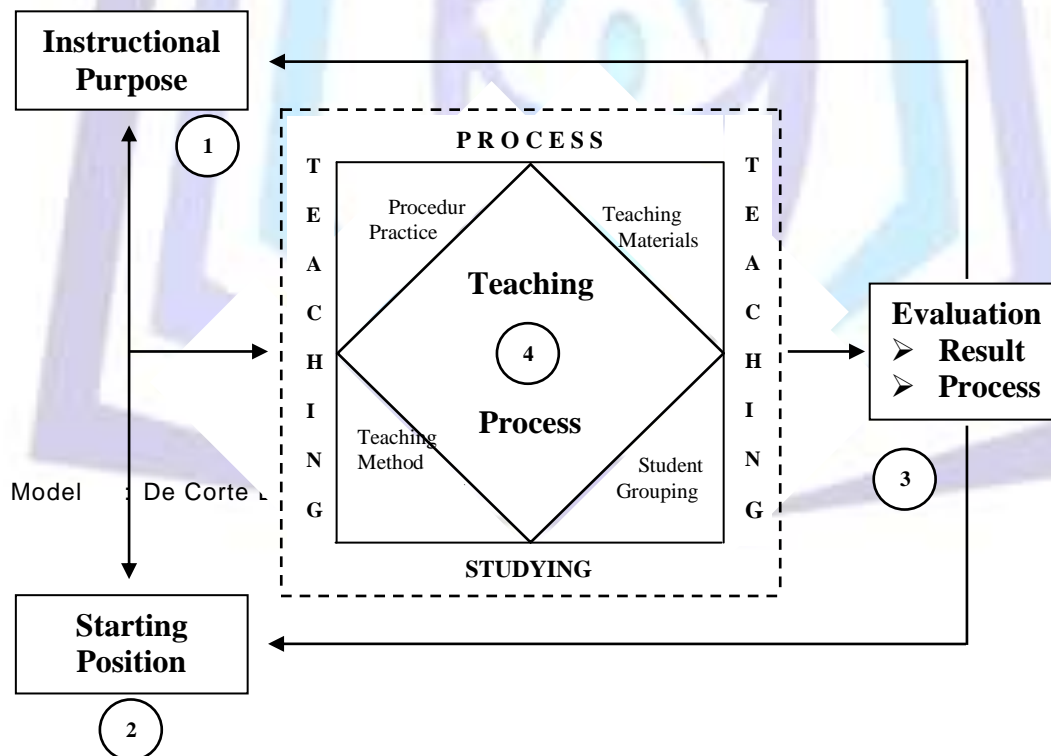 Instructional
Purpose
1
P R O C E S S
T
E
A
C
H
I
N
G
T
E
A
C
H
I
N
G
Procedur
Practice
Teaching
Materials
Teaching
4
Process
Teaching
Method
Student
Grouping
STUDYING
Evaluation
➢ Result
➢ Process
3
Model : De Corte
Starting
Position
2